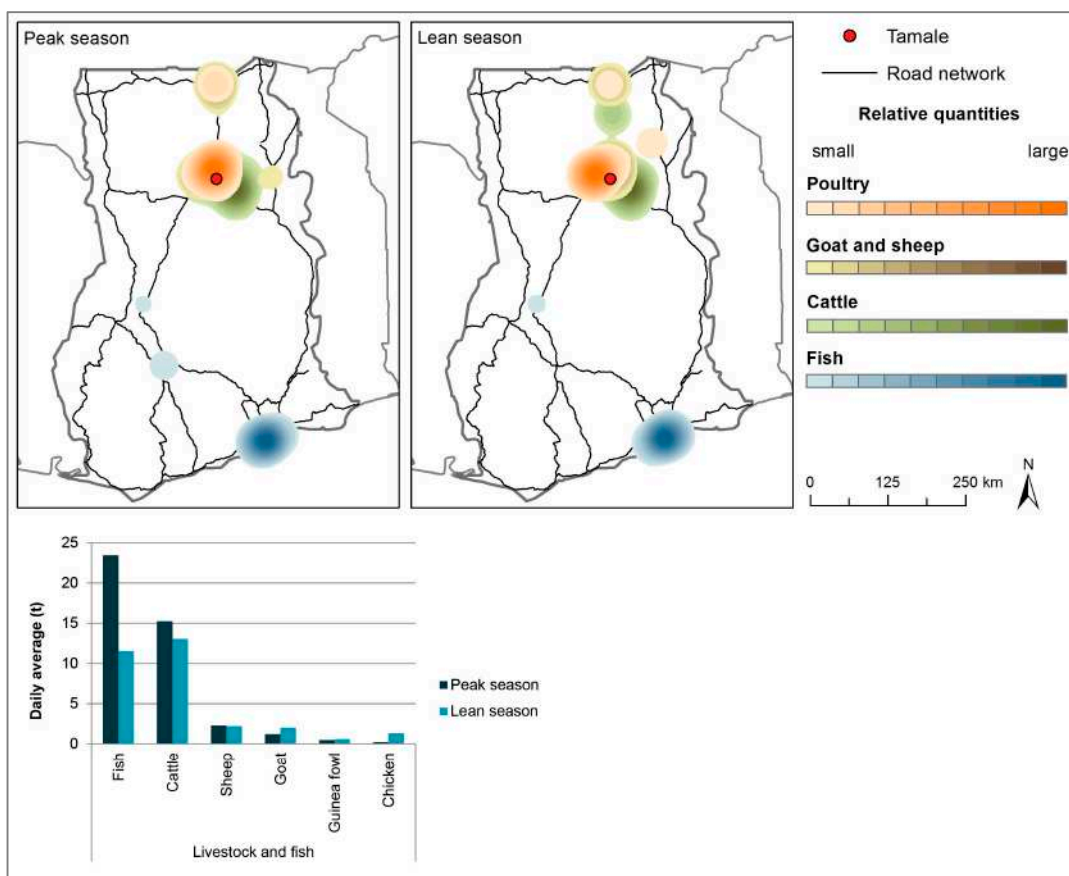 Peak season
Lean season
Tamale
Road network
Relative quantities
small large
Poultry
Goat and sheep
Cattle
Fish
0 125 250 km
N
25
20
15
10
5
0
Daily average (t)
Fish
Cattle
Sheep
Goat
Guinea fowl
Chicken
Livestock and fish
Peak season
Lean season